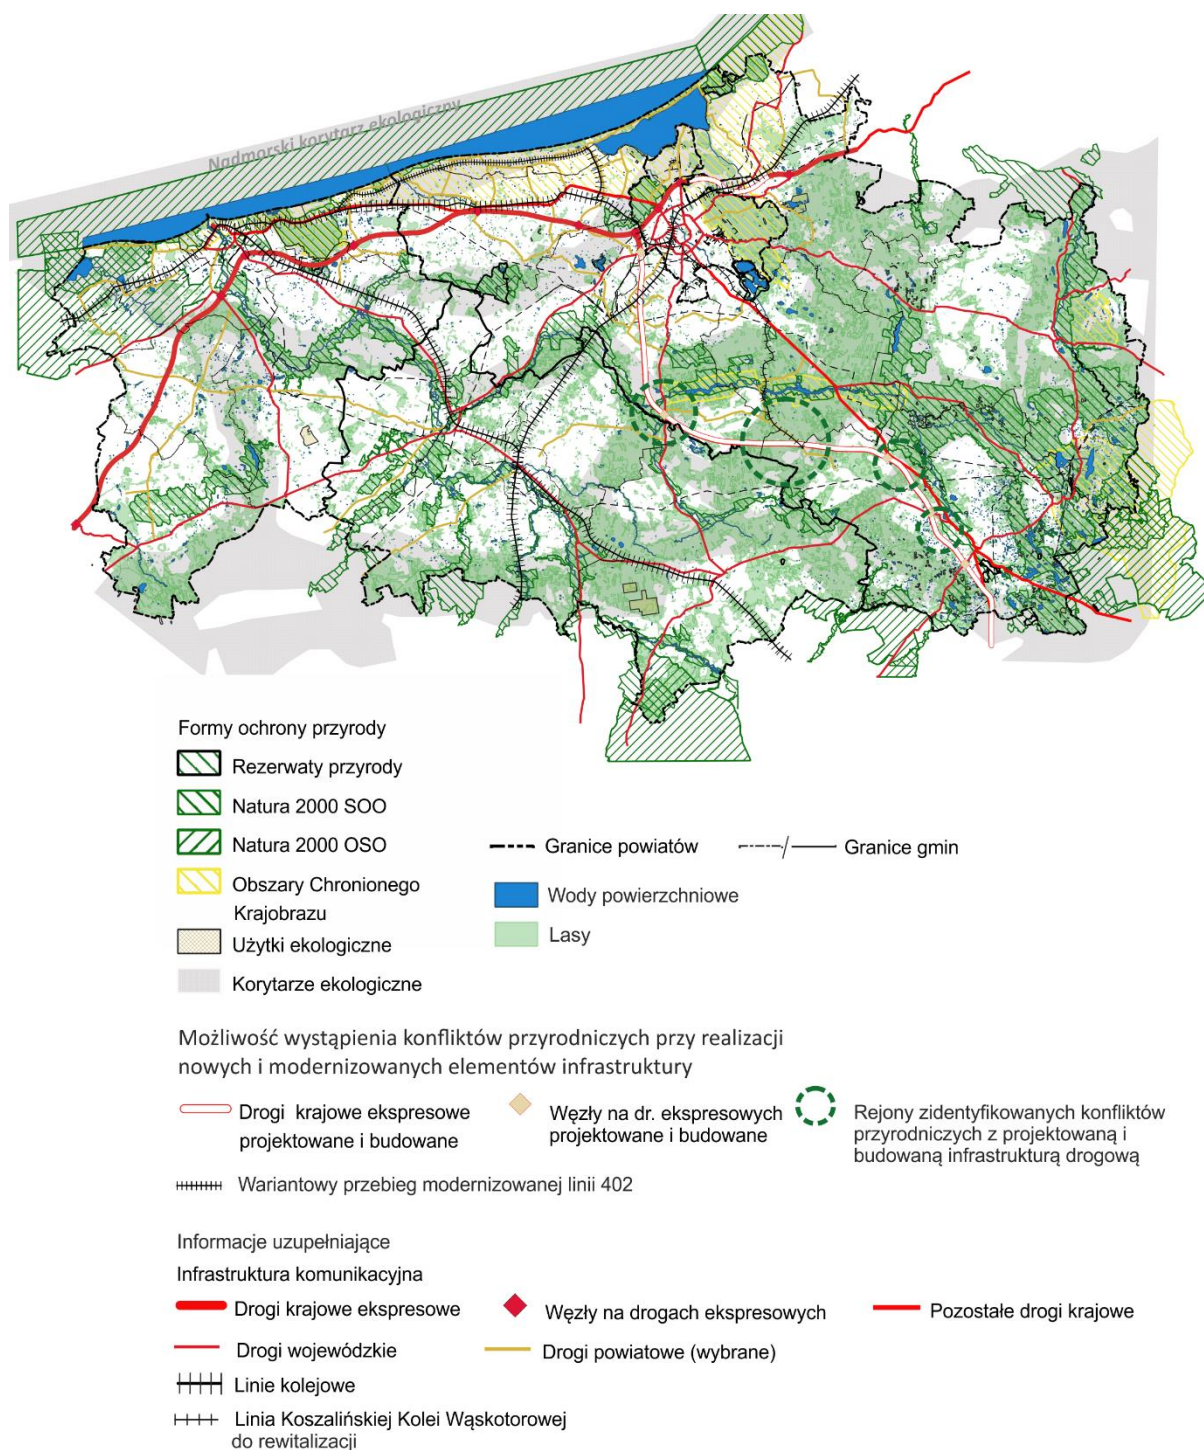 Nadmorski korytarz ekologiczny
Formy ochrony przyrody
Rezerwaty przyrody
Natura 2000 SOO
Natura 2000 OSO
Obszary Chronionego
Krajobrazu
Użytki ekologiczne
Korytarze ekologiczne
Granice powiatów
Granice gmin
Wody powierzchniowe
Lasy
Możliwość wystąpienia konfliktów przyrodniczych przy realizacji
nowych i modernizowanych elementów infrastruktury
Drogi krajowe ekspresowe
projektowane i budowane
Węzły na dr. ekspresowych
projektowane i budowane
Rejony zidentyfikowanych konfliktów
przyrodniczych z projektowaną i
budowaną infrastrukturą drogową
Wariantowy przebieg modernizowanej linii 402
Informacje uzupełniające
Infrastruktura komunikacyjna
Drogi krajowe ekspresowe
Węzły na drogach ekspresowych
Pozostałe drogi krajowe
Drogi wojewódzkie
Drogi powiatowe (wybrane)
Linie kolejowe
Linia Koszalińskiej Kolei Wąskotorowej
do rewitalizacji